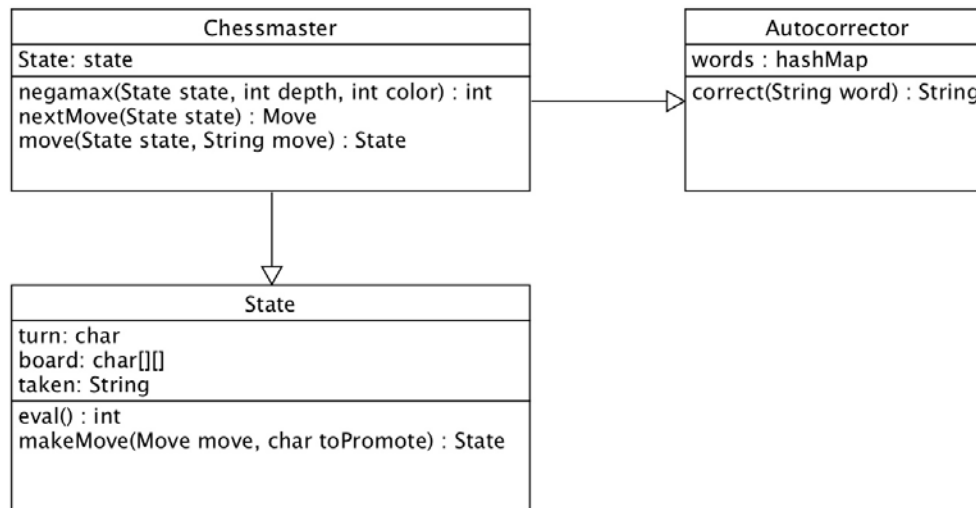 Chessmaster
State: state
negamax(State state, int depth, int color) : int
nextMove(State state) : Move
move(State state, String move) : State
Autocorrector
words : hashMap
correct(String word) : String
State
turn: char
board: char[][]
taken: String
eval() : int
makeMove(Move move, char toPromote) : State